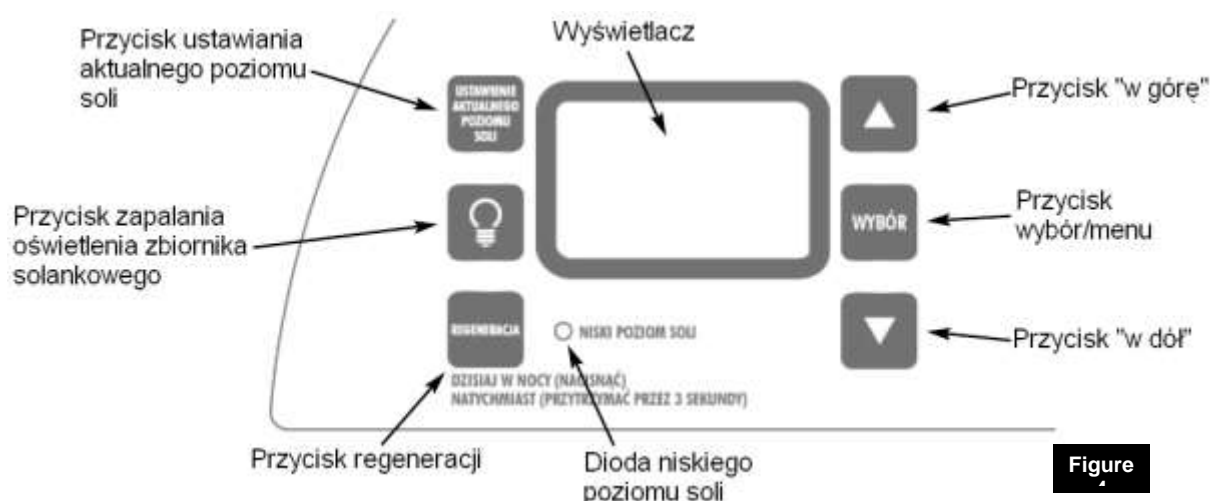 Przycisk ustawiania
aktualnego poziomu
soli
Wyświetlacz
USTAWIENIE
AKTUALNEGO
POZIOMU
SOLI
Przycisk "w górę"
Przycisk zapalania
oświetlenia zbiornika
solankowego
WYBÓR
Przycisk
wybór/menu
REGENERACJA
NISKI POZIOM SOLI
Przycisk "w dół"
DZISIAJ W NOCY (NACISNĄĆ)
NATYCHMIAST (PRZYTRZYMAĆ PRZEZ 3 SEKUNDY)
Przycisk regeneracji
Dioda niskiego
poziomu soli
Figure